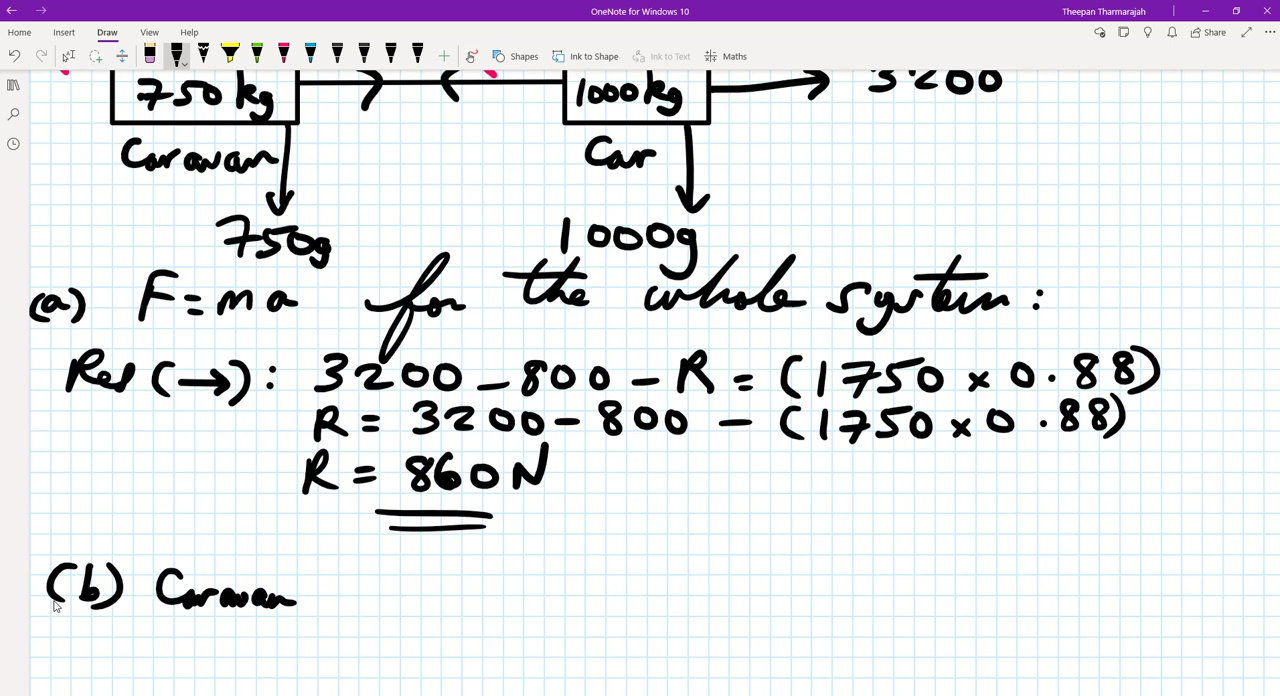 OneNote for Windows 10
Theepan Tharmarajah
Home Insert Draw View Help
Share
Shapes Ink to Shape Ink to Text Maths
750kg 1000kg 3200
Caravan Car
750g 1000g
(a) F=ma for the whole system:
Res (→): 3200-800-R=(1750×0.88)
R=3200-800-(1750×0.88)
R=860N
(b) Caravan